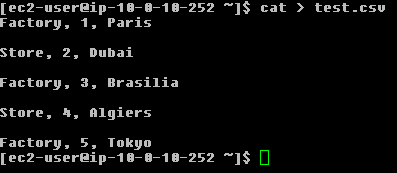 [ec2-user@ip-10-0-10-252 ~]$ cat > test.csv
Factory, 1, Paris
Store, 2, Dubai
Factory, 3, Brasilia
Store, 4, Algiers
Factory, 5, Tokyo
[ec2-user@ip-10-0-10-252 ~]$